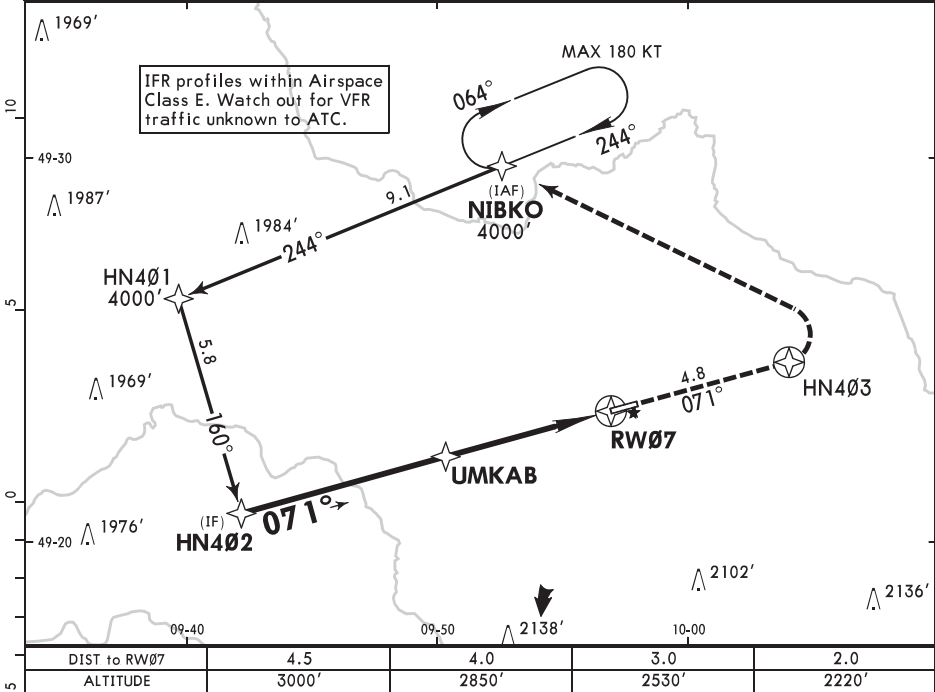 1969'
MAX 180 KT
IFR profiles within Airspace
Class E. Watch out for VFR
traffic unknown to ATC.
064°
244°
10
49-30
(IAF)
NIBKO
4000'
9.1
1987'
1984'
244°
HN4Ø1
4000'
5
5.8
1969'
4.8
071°
HN4Ø3
160°
RWØ7
UMKAB
0
(IF)
HN4Ø2
071°
1976'
49-20
2102'
2136'
2138'
09-40
09-50
10-00
5
DIST to RWØ7 4.5 4.0 3.0 2.0
ALTITUDE 3000' 2850' 2530' 2220'